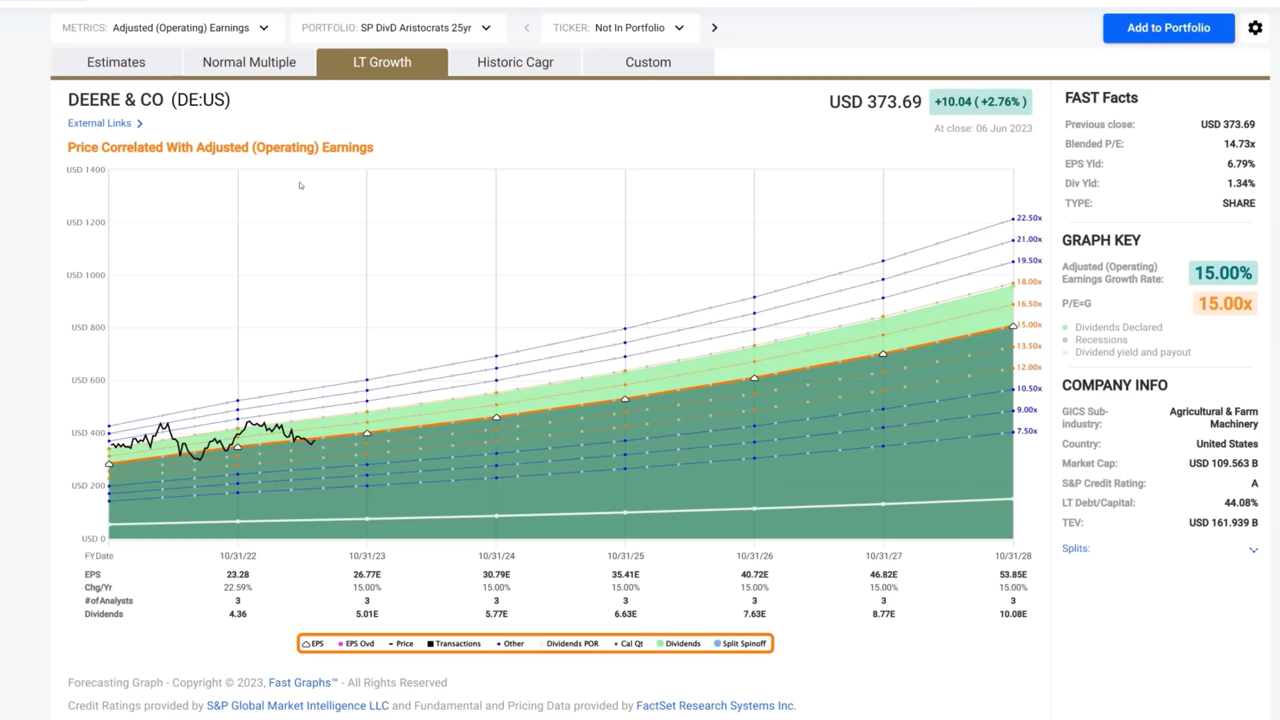 METRICS: Adjusted (Operating) Earnings PORTFOLIO: SP DivD Aristocrats 25yr TICKER: Not In Portfolio Add to Portfolio
Estimates Normal Multiple LT Growth Historic Cagr Custom
DEERE & CO (DE:US)
USD 373.69 +10.04 ( +2.76% )
External Links
At close: 06 Jun 2023
Price Correlated With Adjusted (Operating) Earnings
USD 1400
USD 1200
USD 1000
USD 800
USD 600
USD 400
USD 200
USD 0
22.50x
21.00x
19.50x
18.00x
16.50x
15.00x
13.50x
12.00x
10.50x
9.00x
7.50x
FYDate 10/31/22 10/31/23 10/31/24 10/31/25 10/31/26 10/31/27 10/31/28
EPS 23.28 26.77E 30.79E 35.41E 40.72E 46.82E 53.85E
Chg/Yr 22.59% 15.00% 15.00% 15.00% 15.00% 15.00% 15.00%
#ofAnalysts 3 3 3 3 3 3 3
Dividends 4.36 5.01E 5.77E 6.63E 7.63E 8.77E 10.08E
EPS EPS Ovd Price Transactions Other Dividends POR Cal Qt Dividends Split Spinoff
Forecasting Graph - Copyright © 2023, Fast Graphs™ - All Rights Reserved
Credit Ratings provided by S&P Global Market Intelligence LLC and Fundamental and Pricing Data provided by FactSet Research Systems Inc.
FAST Facts
Previous close: USD 373.69
Blended P/E: 14.73x
EPS Yld: 6.79%
Div Yld: 1.34%
TYPE: SHARE
GRAPH KEY
Adjusted (Operating)
Earnings Growth Rate: 15.00%
P/E=G 15.00x
Dividends Declared
Recessions
Dividend yield and payout
COMPANY INFO
GICS Sub- Agricultural & Farm
industry: Machinery
Country: United States
Market Cap: USD 109.563 B
S&P Credit Rating: A
LT Debt/Capital: 44.08%
TEV: USD 161.939 B
Splits: